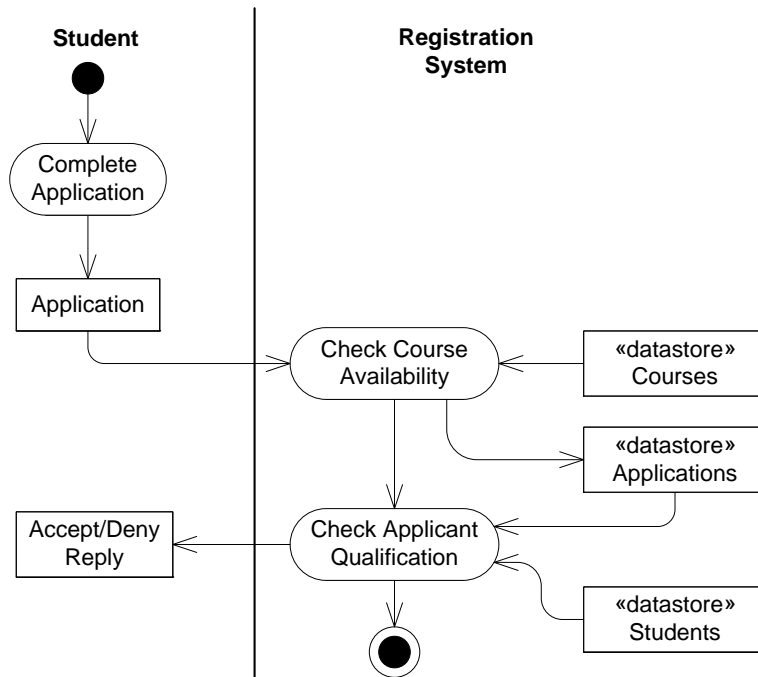 Student
Registration
System
Complete
Application
Application
Check Course
Availability
«datastore»
Courses
«datastore»
Applications
Accept/Deny
Reply
Check Applicant
Qualification
«datastore»
Students